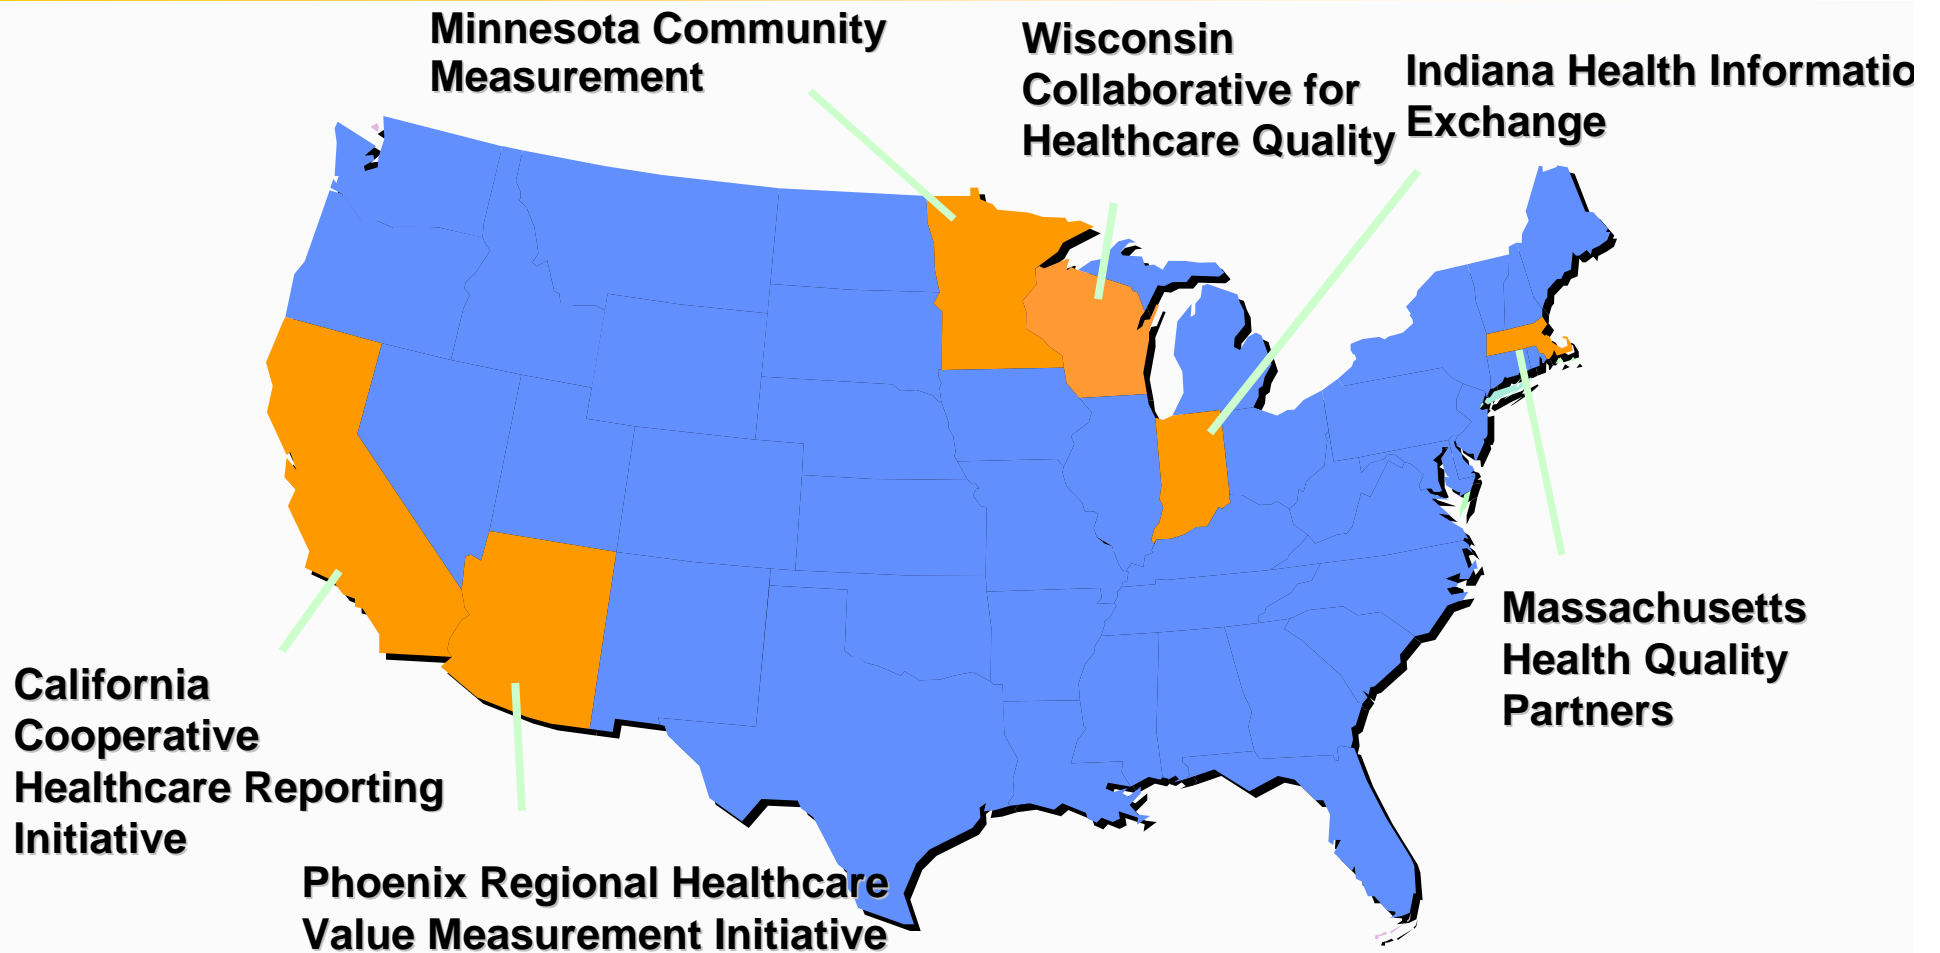 Minnesota Community
Measurement
Wisconsin
Collaborative for
Healthcare Quality
Indiana Health Informatio
Exchange
Massachusetts
Health Quality
Partners
California
Cooperative
Healthcare Reporting
Initiative
Phoenix Regional Healthcare
Value Measurement Initiative